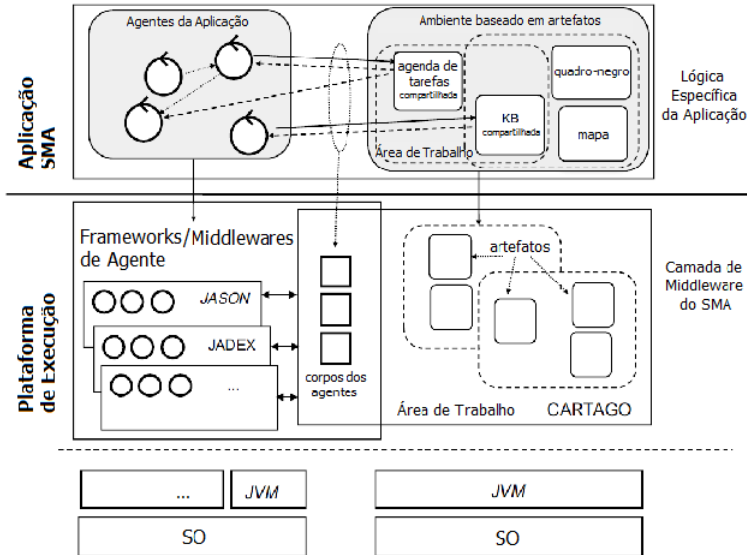 Agentes da Aplicação
Ambiente baseado em artefatos
agenda de
tarefas
compartilhada
quadro-negro
KB
compartilhada
mapa
Área de Trabalho
Lógica
Específica
da Aplicação
Aplicação
SMA
Frameworks/Middlewares
de Agente
JASON
JADEX
...
corpos dos
agentes
artefatos
Área de Trabalho
CARTAGO
Camada de
Middleware
do SMA
Plataforma
de Execução
...
JVM
JVM
SO
SO